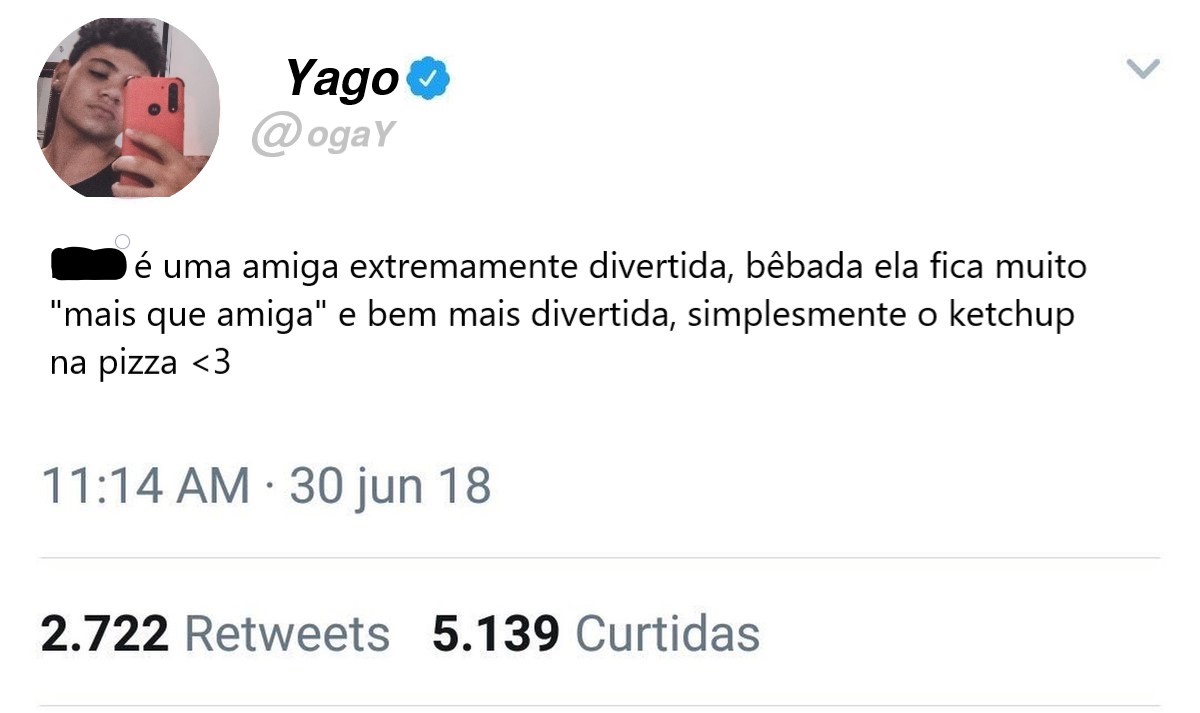 Yago
@ogaY
é uma amiga extremamente divertida, bêbada ela fica muito
"mais que amiga" e bem mais divertida, simplesmente o ketchup
na pizza <3
11:14 AM · 30 jun 18
2.722 Retweets 5.139 Curtidas